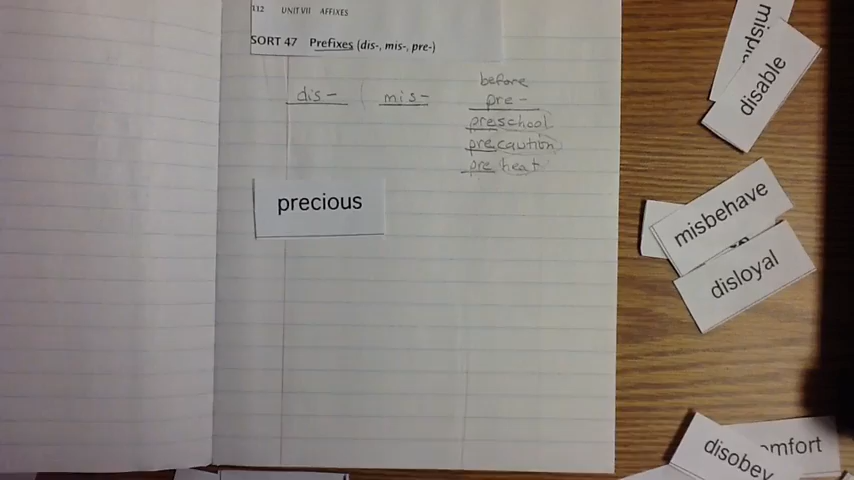 112 UNIT VII AFFIXES
SORT 47 Prefixes (dis-, mis-, pre-)
before
dis- mis- pre-
preschool
precaution
preheat
precious
disable
misbehave
disloyal
disobey